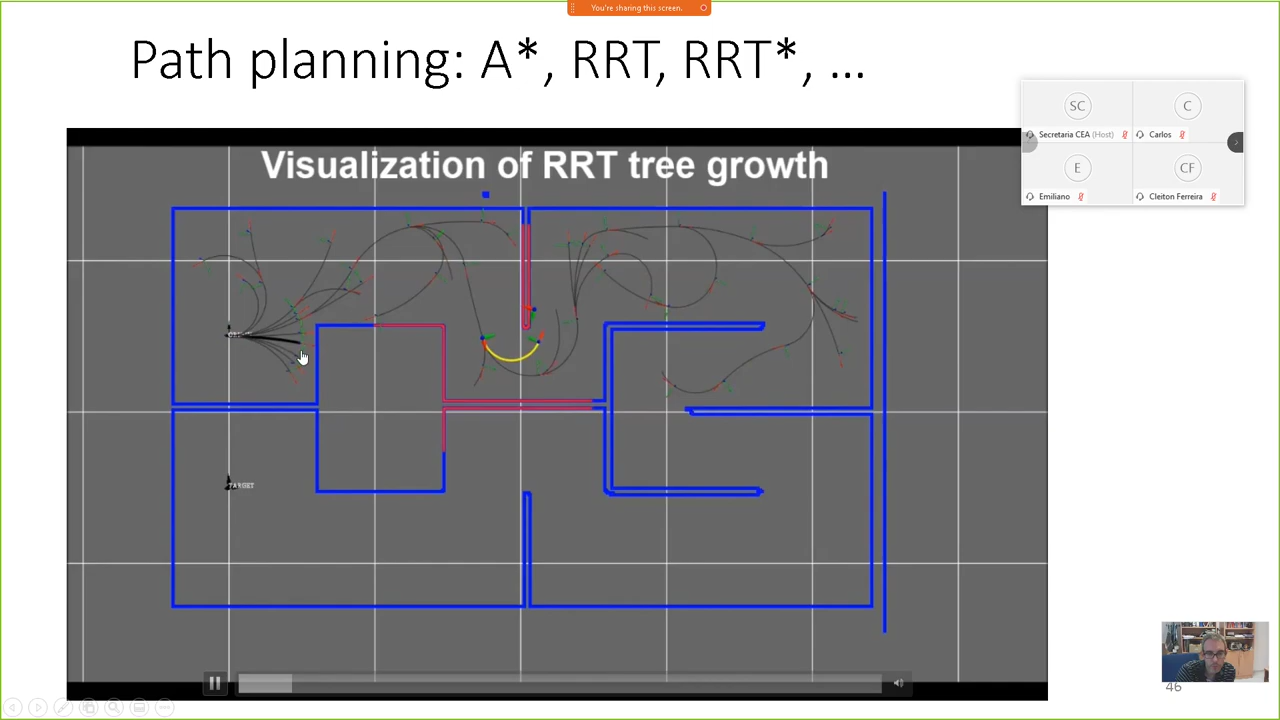 You're sharing this screen.
Path planning: A*, RRT, RRT*, ...
SC
C
Secretaria CEA (Host)
Carlos
E
CF
Emiliano
Cleiton Ferreira
Visualization of RRT tree growth
TARGET
46